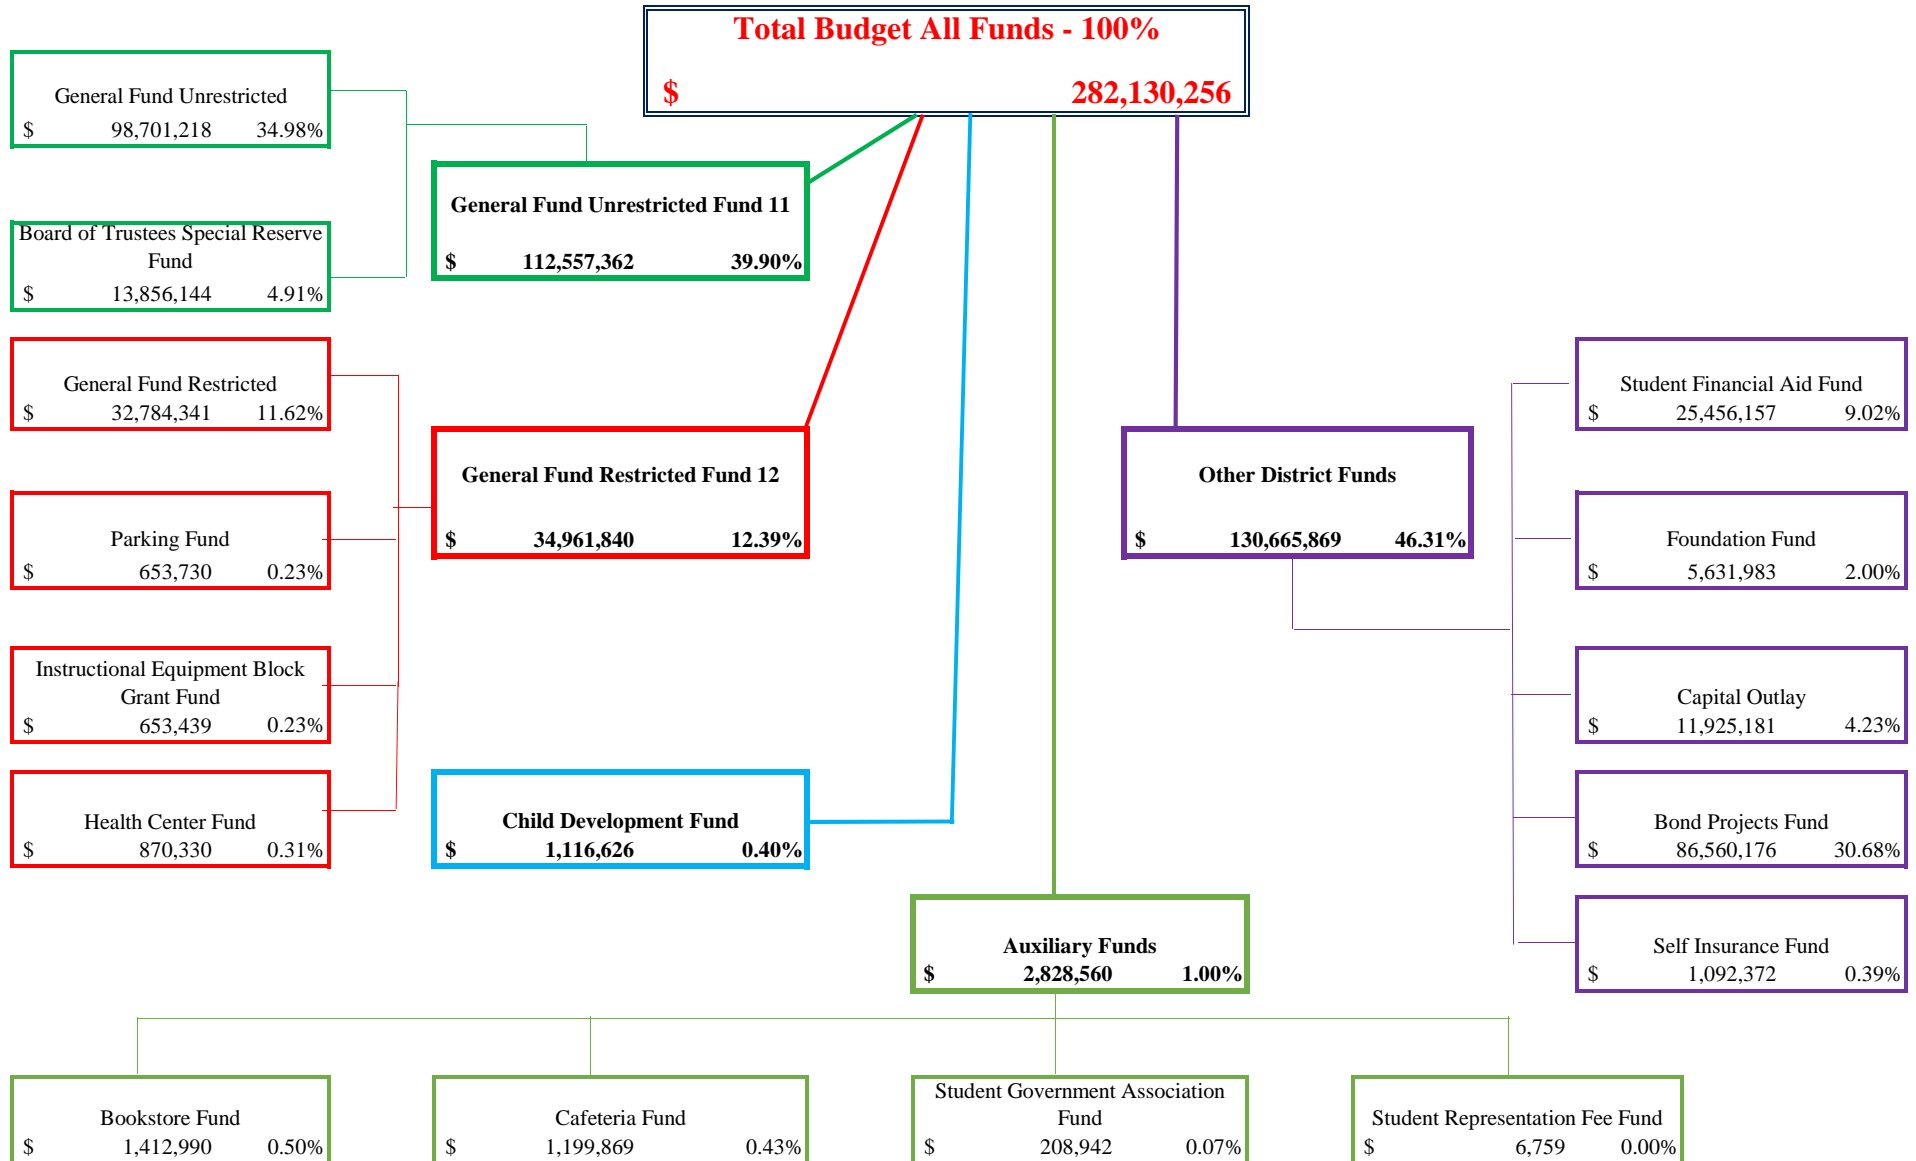 Total Budget All Funds - 100%
$ 282,130,256
General Fund Unrestricted
$ 98,701,218 34.98%
General Fund Unrestricted Fund 11
$ 112,557,362 39.90%
Board of Trustees Special Reserve
Fund
$ 13,856,144 4.91%
General Fund Restricted
$ 32,784,341 11.62%
Student Financial Aid Fund
$ 25,456,157 9.02%
General Fund Restricted Fund 12
$ 34,961,840 12.39%
Other District Funds
$ 130,665,869 46.31%
Parking Fund
$ 653,730 0.23%
Foundation Fund
$ 5,631,983 2.00%
Instructional Equipment Block
Grant Fund
$ 653,439 0.23%
Capital Outlay
$ 11,925,181 4.23%
Health Center Fund
$ 870,330 0.31%
Child Development Fund
$ 1,116,626 0.40%
Bond Projects Fund
$ 86,560,176 30.68%
Auxiliary Funds
$ 2,828,560 1.00%
Self Insurance Fund
$ 1,092,372 0.39%
Bookstore Fund
$ 1,412,990 0.50%
Cafeteria Fund
$ 1,199,869 0.43%
Student Government Association
Fund
$ 208,942 0.07%
Student Representation Fee Fund
$ 6,759 0.00%